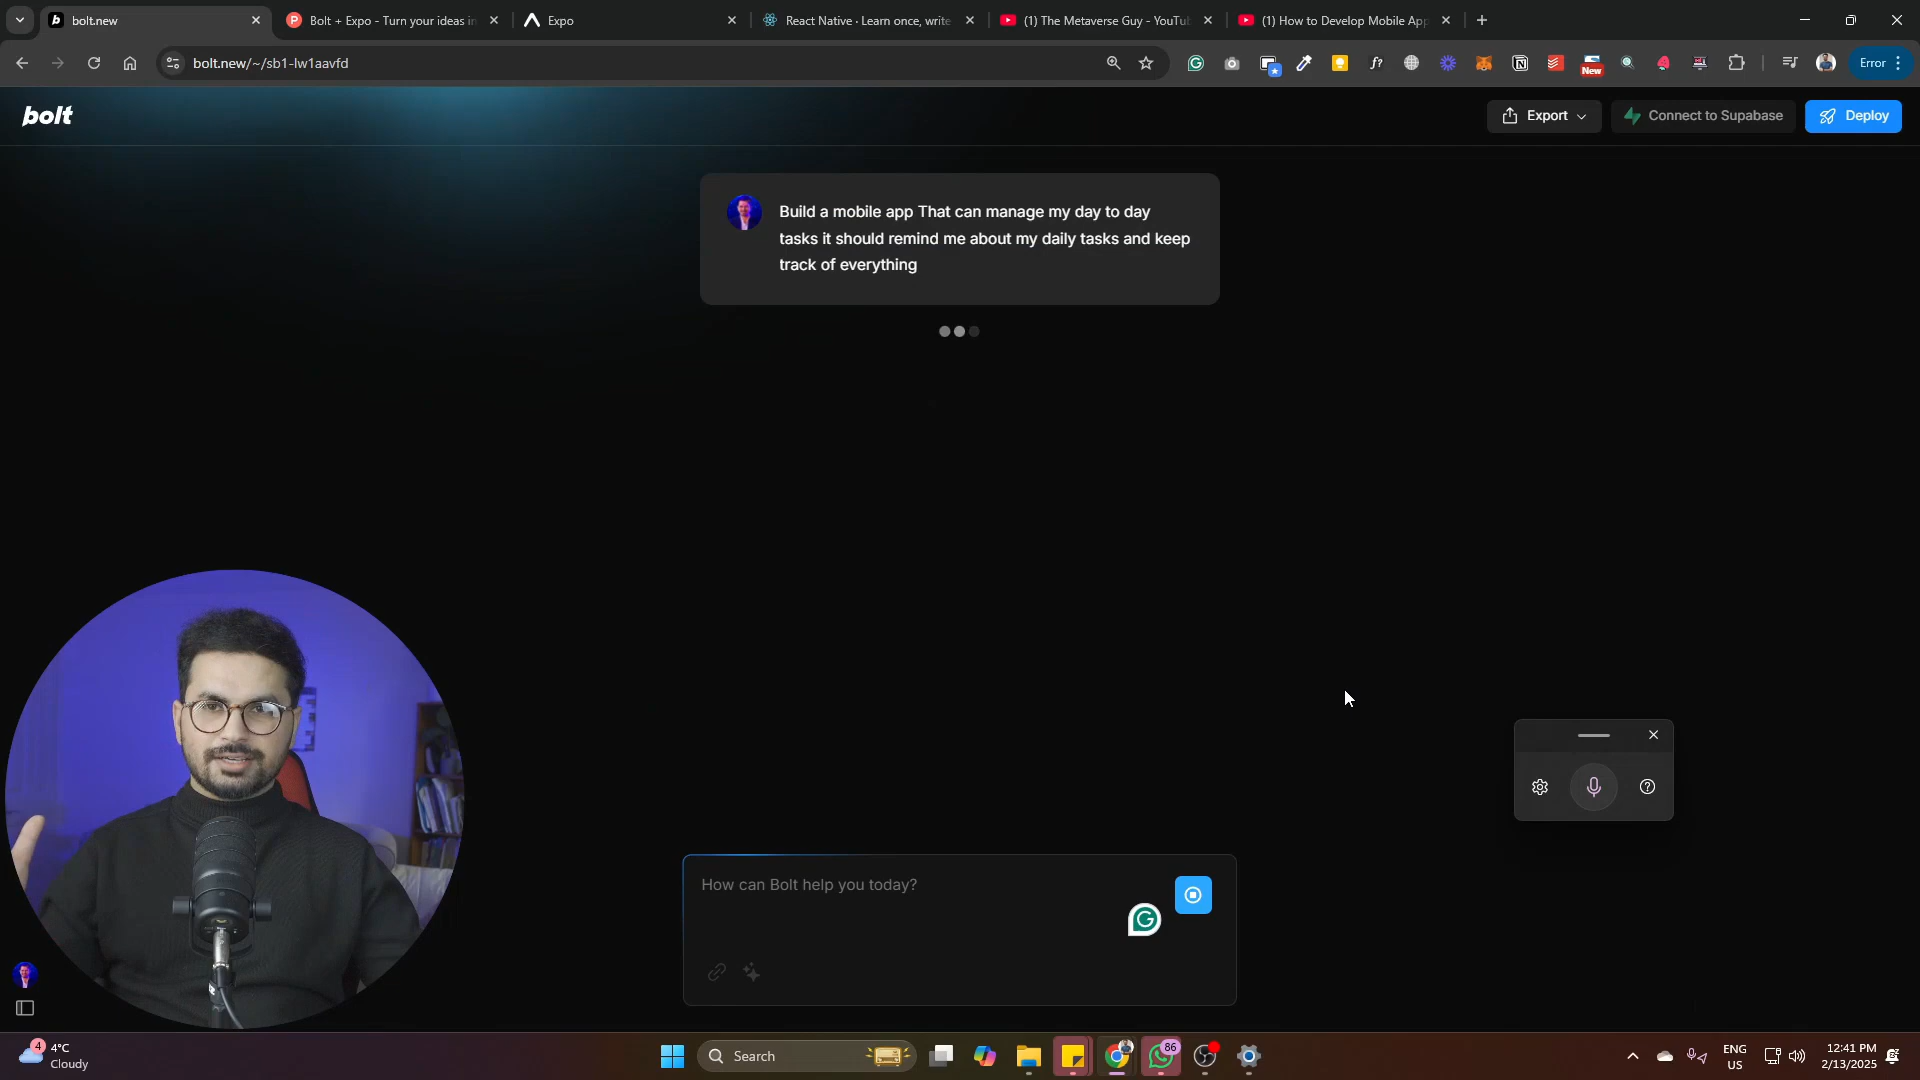 bolt.new
Bolt + Expo - Turn your ideas in
Expo
React Native · Learn once, write
(1) The Metaverse Guy - YouTu
(1) How to Develop Mobile App
bolt.new/~/sb1-lw1aavfd
f?
New
Error
bolt
Export
Connect to Supabase
Deploy
Build a mobile app That can manage my day to day
tasks it should remind me about my daily tasks and keep
track of everything
How can Bolt help you today?
4
4°C
Cloudy
Search
86
ENG
US
12:41 PM
2/13/2025